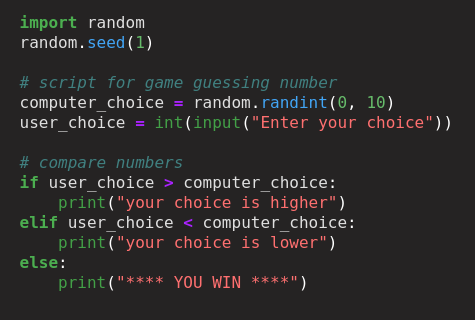 import random
random.seed(1)

# script for game guessing number
computer_choice = random.randint(0, 10)
user_choice = int(input("Enter your choice"))

# compare numbers
if user_choice > computer_choice:
    print("your choice is higher")
elif user_choice < computer_choice:
    print("your choice is lower")
else:
    print("**** YOU WIN ****")